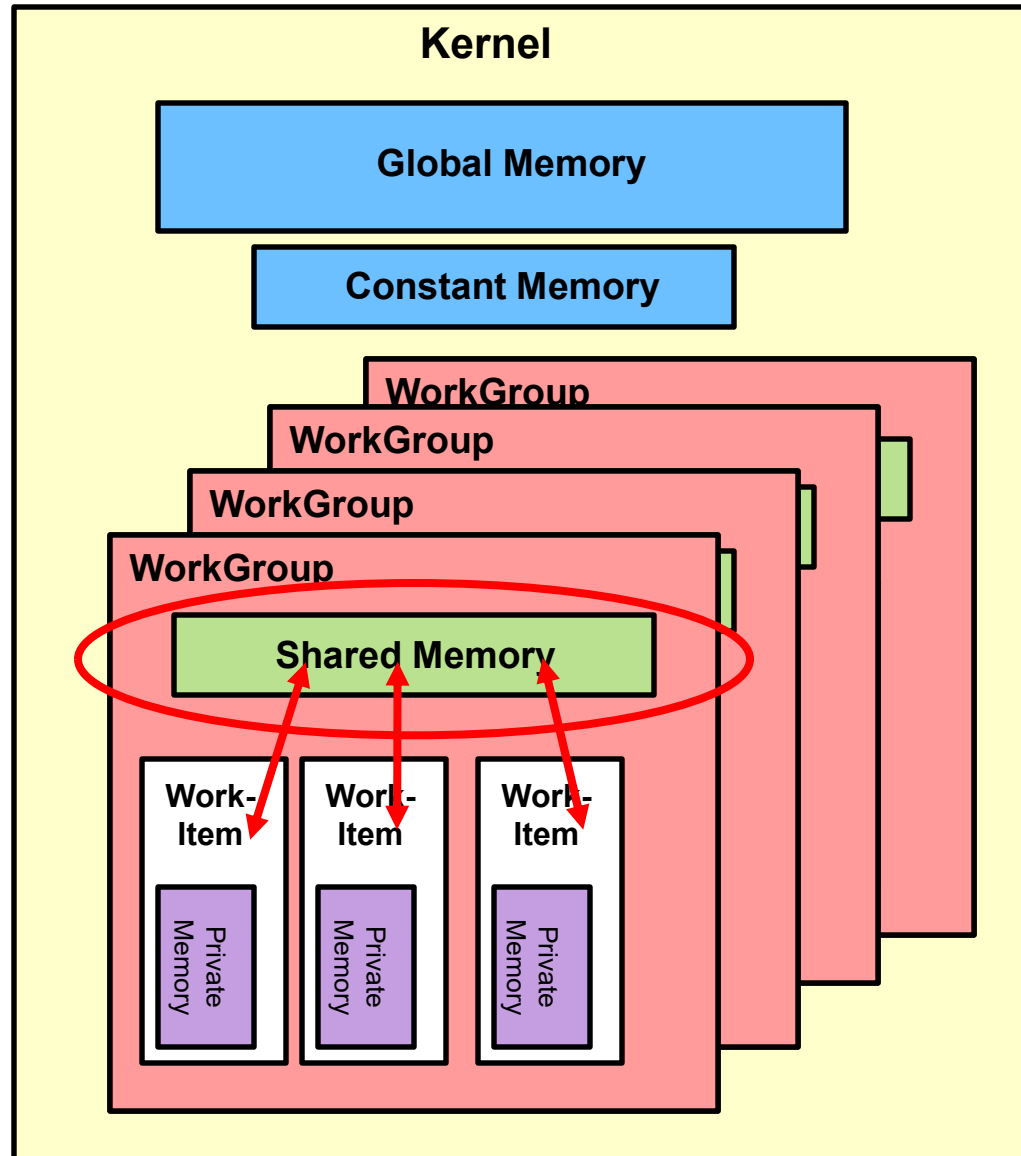 Kernel
Global Memory
Constant Memory
WorkGroup
WorkGroup
WorkGroup
WorkGroup
Shared Memory
Work-
Item
Work-
Item
Work-
Item
Private
Memory
Private
Memory
Private
Memory